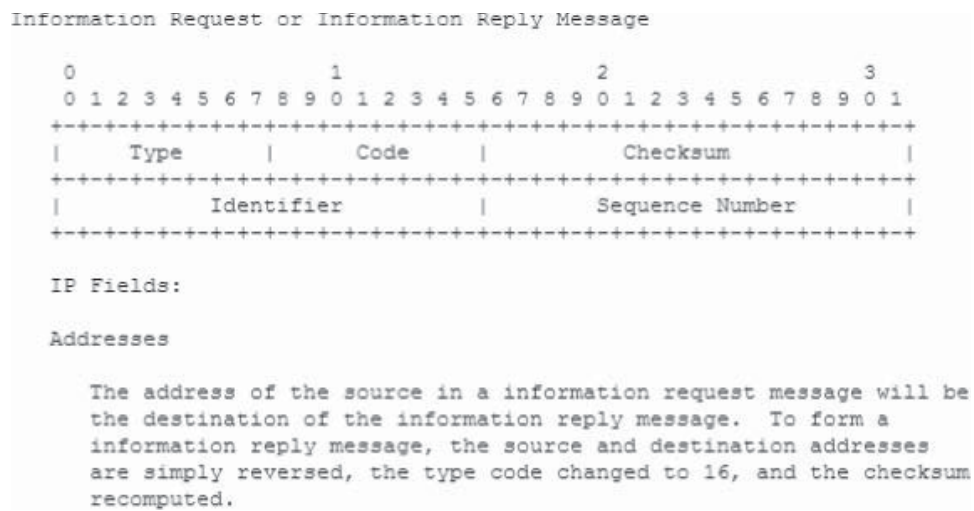 Information Request or Information Reply Message
0                   1                   2                   3
0 1 2 3 4 5 6 7 8 9 0 1 2 3 4 5 6 7 8 9 0 1 2 3 4 5 6 7 8 9 0 1
+-+-+-+-+-+-+-+-+-+-+-+-+-+-+-+-+-+-+-+-+-+-+-+-+-+-+-+-+-+-+-+-+
|     Type      |     Code      |          Checksum             |
+-+-+-+-+-+-+-+-+-+-+-+-+-+-+-+-+-+-+-+-+-+-+-+-+-+-+-+-+-+-+-+-+
|           Identifier          |        Sequence Number        |
+-+-+-+-+-+-+-+-+-+-+-+-+-+-+-+-+-+-+-+-+-+-+-+-+-+-+-+-+-+-+-+-+
IP Fields:
Addresses
The address of the source in a information request message will be
the destination of the information reply message.  To form a
information reply message, the source and destination addresses
are simply reversed, the type code changed to 16, and the checksum
recomputed.